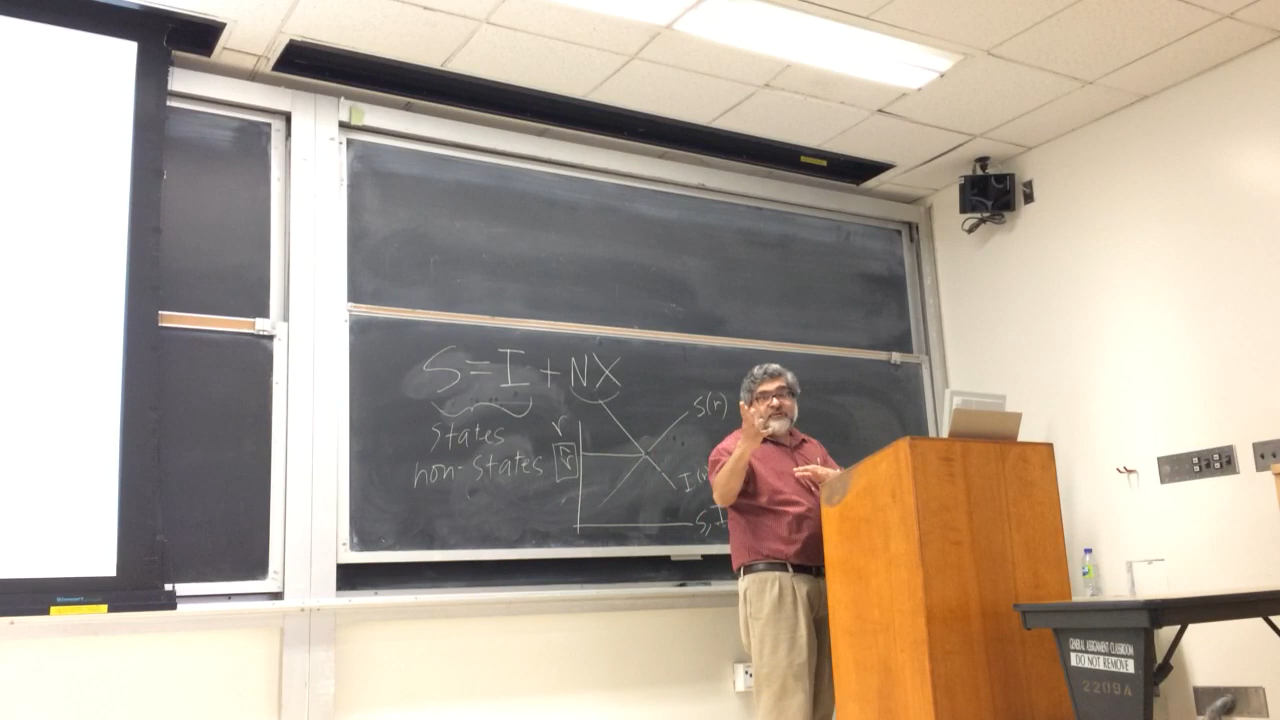 S = I + NX
states
non-states
r
r̂
S(r)
I(r)
S, I
GENERAL ASSIGNMENT CLASSROOM
DO NOT REMOVE
2209A